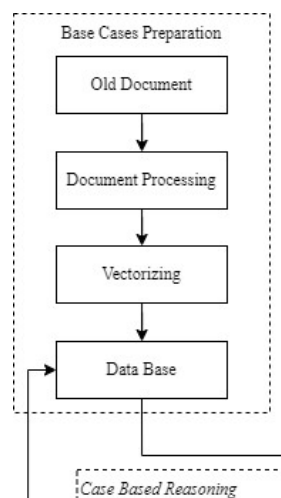 Base Cases Preparation
Old Document
Document Processing
Vectorizing
Data Base
Case Based Reasoning